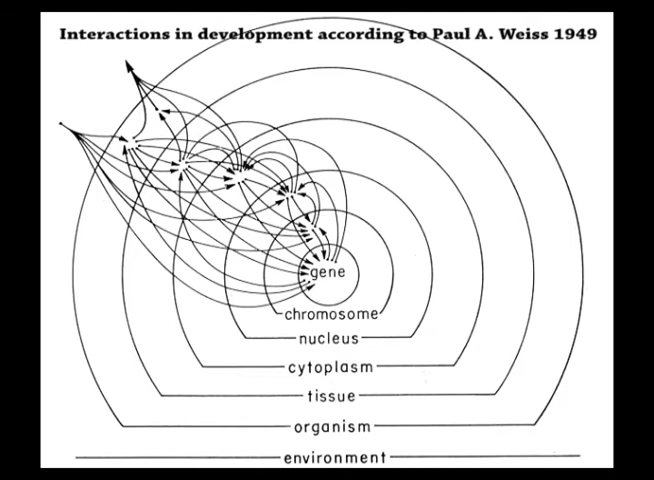 Interactions in development according to Paul A. Weiss 1949
gene
chromosome
nucleus
cytoplasm
tissue
organism
environment